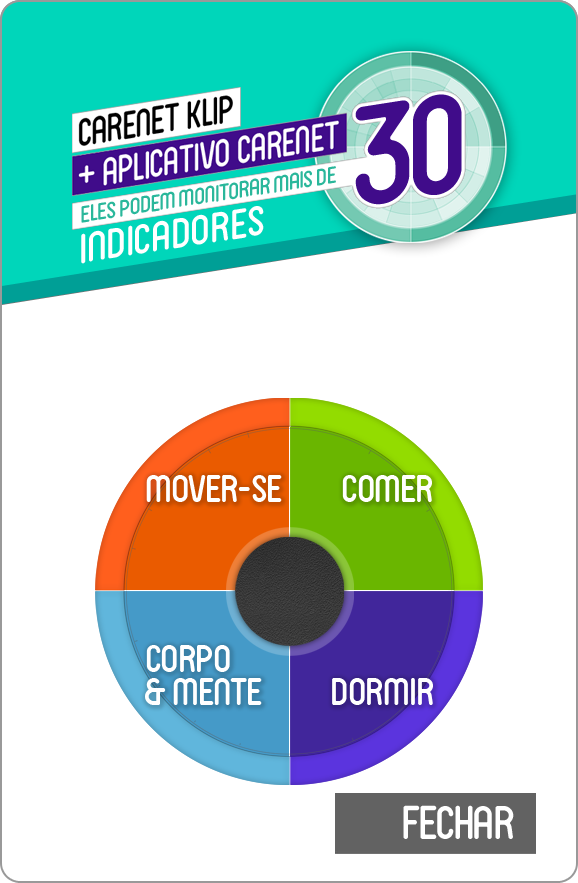 CARENET KLIP
+ APLICATIVO CARENET
ELES PODEM MONITORAR MAIS DE
30
INDICADORES
MOVER-SE
COMER
CORPO
& MENTE
DORMIR
FECHAR